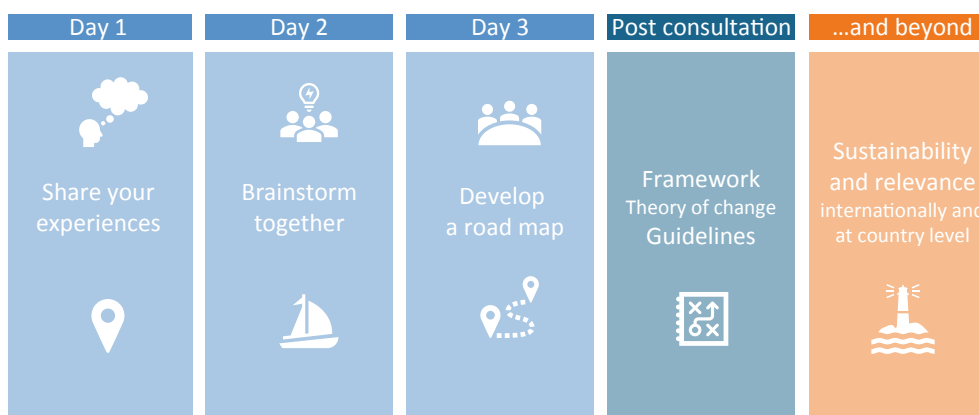 Day 1
Share your
experiences
Day 2
Brainstorm
together
Day 3
Develop
a road map
Post consultation
Framework
Theory of change
Guidelines
...and beyond
Sustainability
and relevance
internationally and
at country level